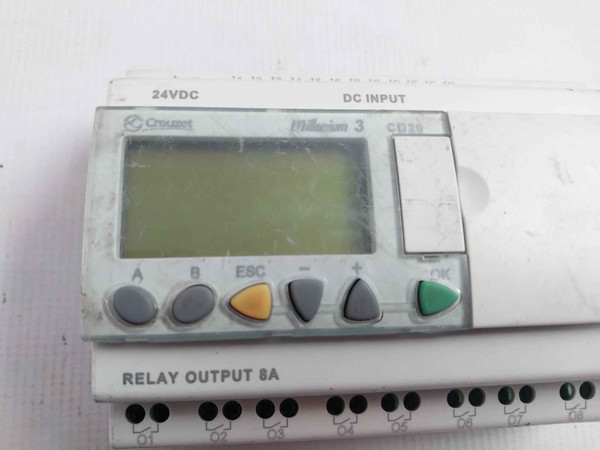 24VDC DC INPUT
Crouzet millenium 3 CD20
A B ESC - + OK
RELAY OUTPUT 8A
O1 O2 O3 O4 O5 O6 O7 O8